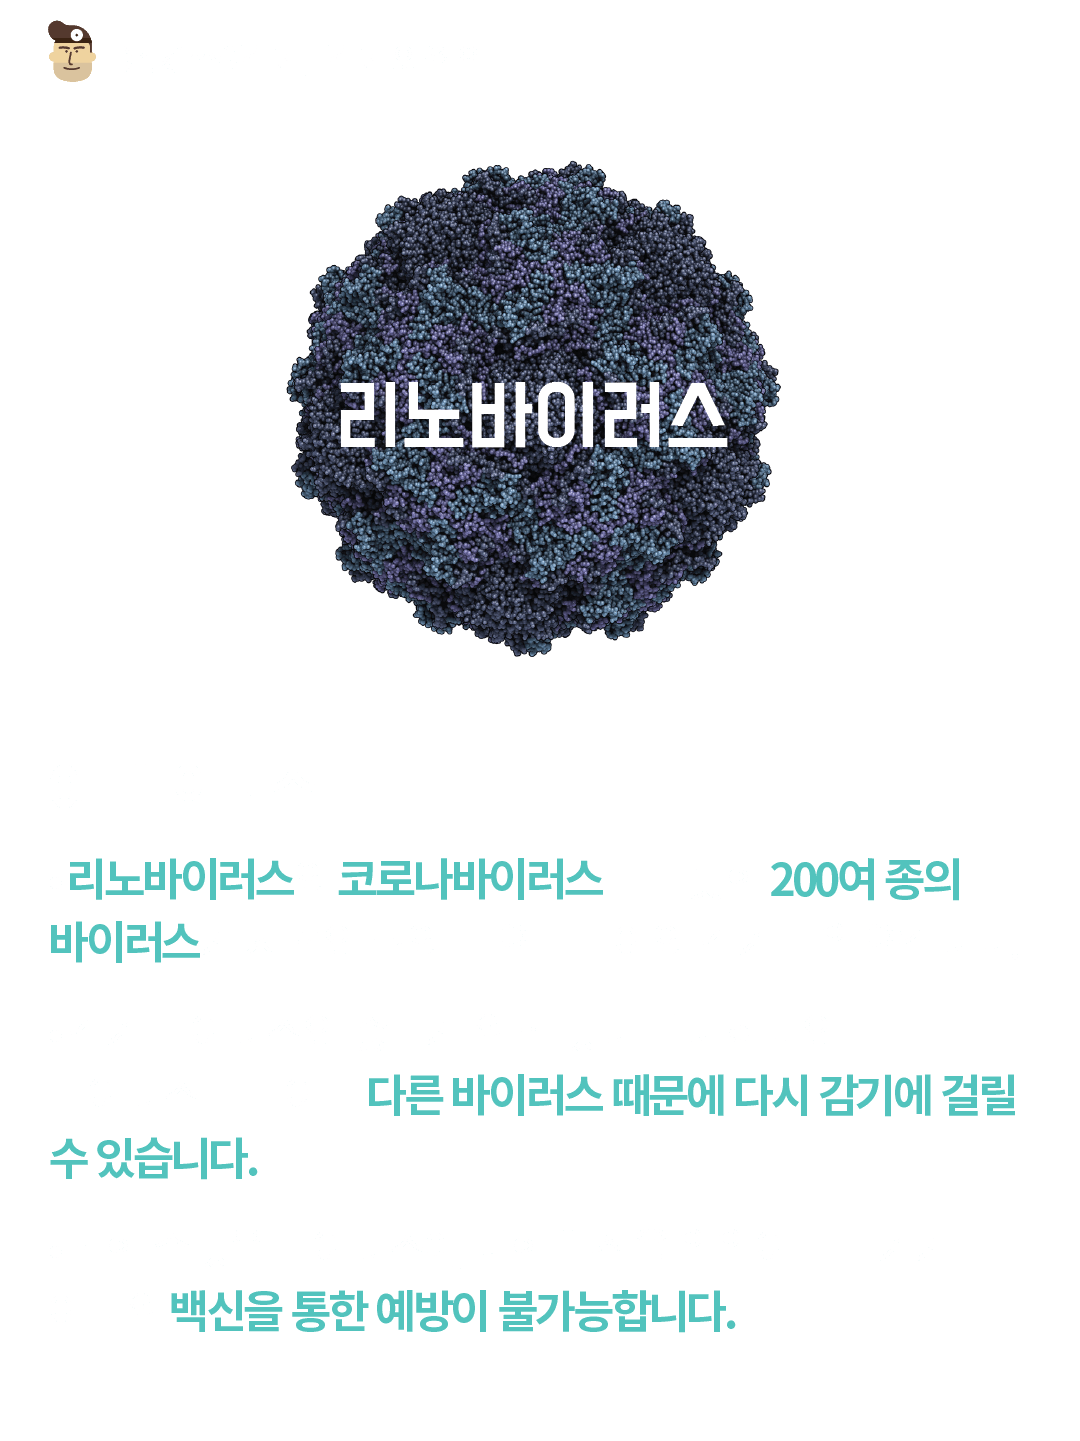 리노바이러스
리노바이러스 코로나바이러스 200여 종의
바이러스
다른 바이러스 때문에 다시 감기에 걸릴
수 있습니다.
백신을 통한 예방이 불가능합니다.